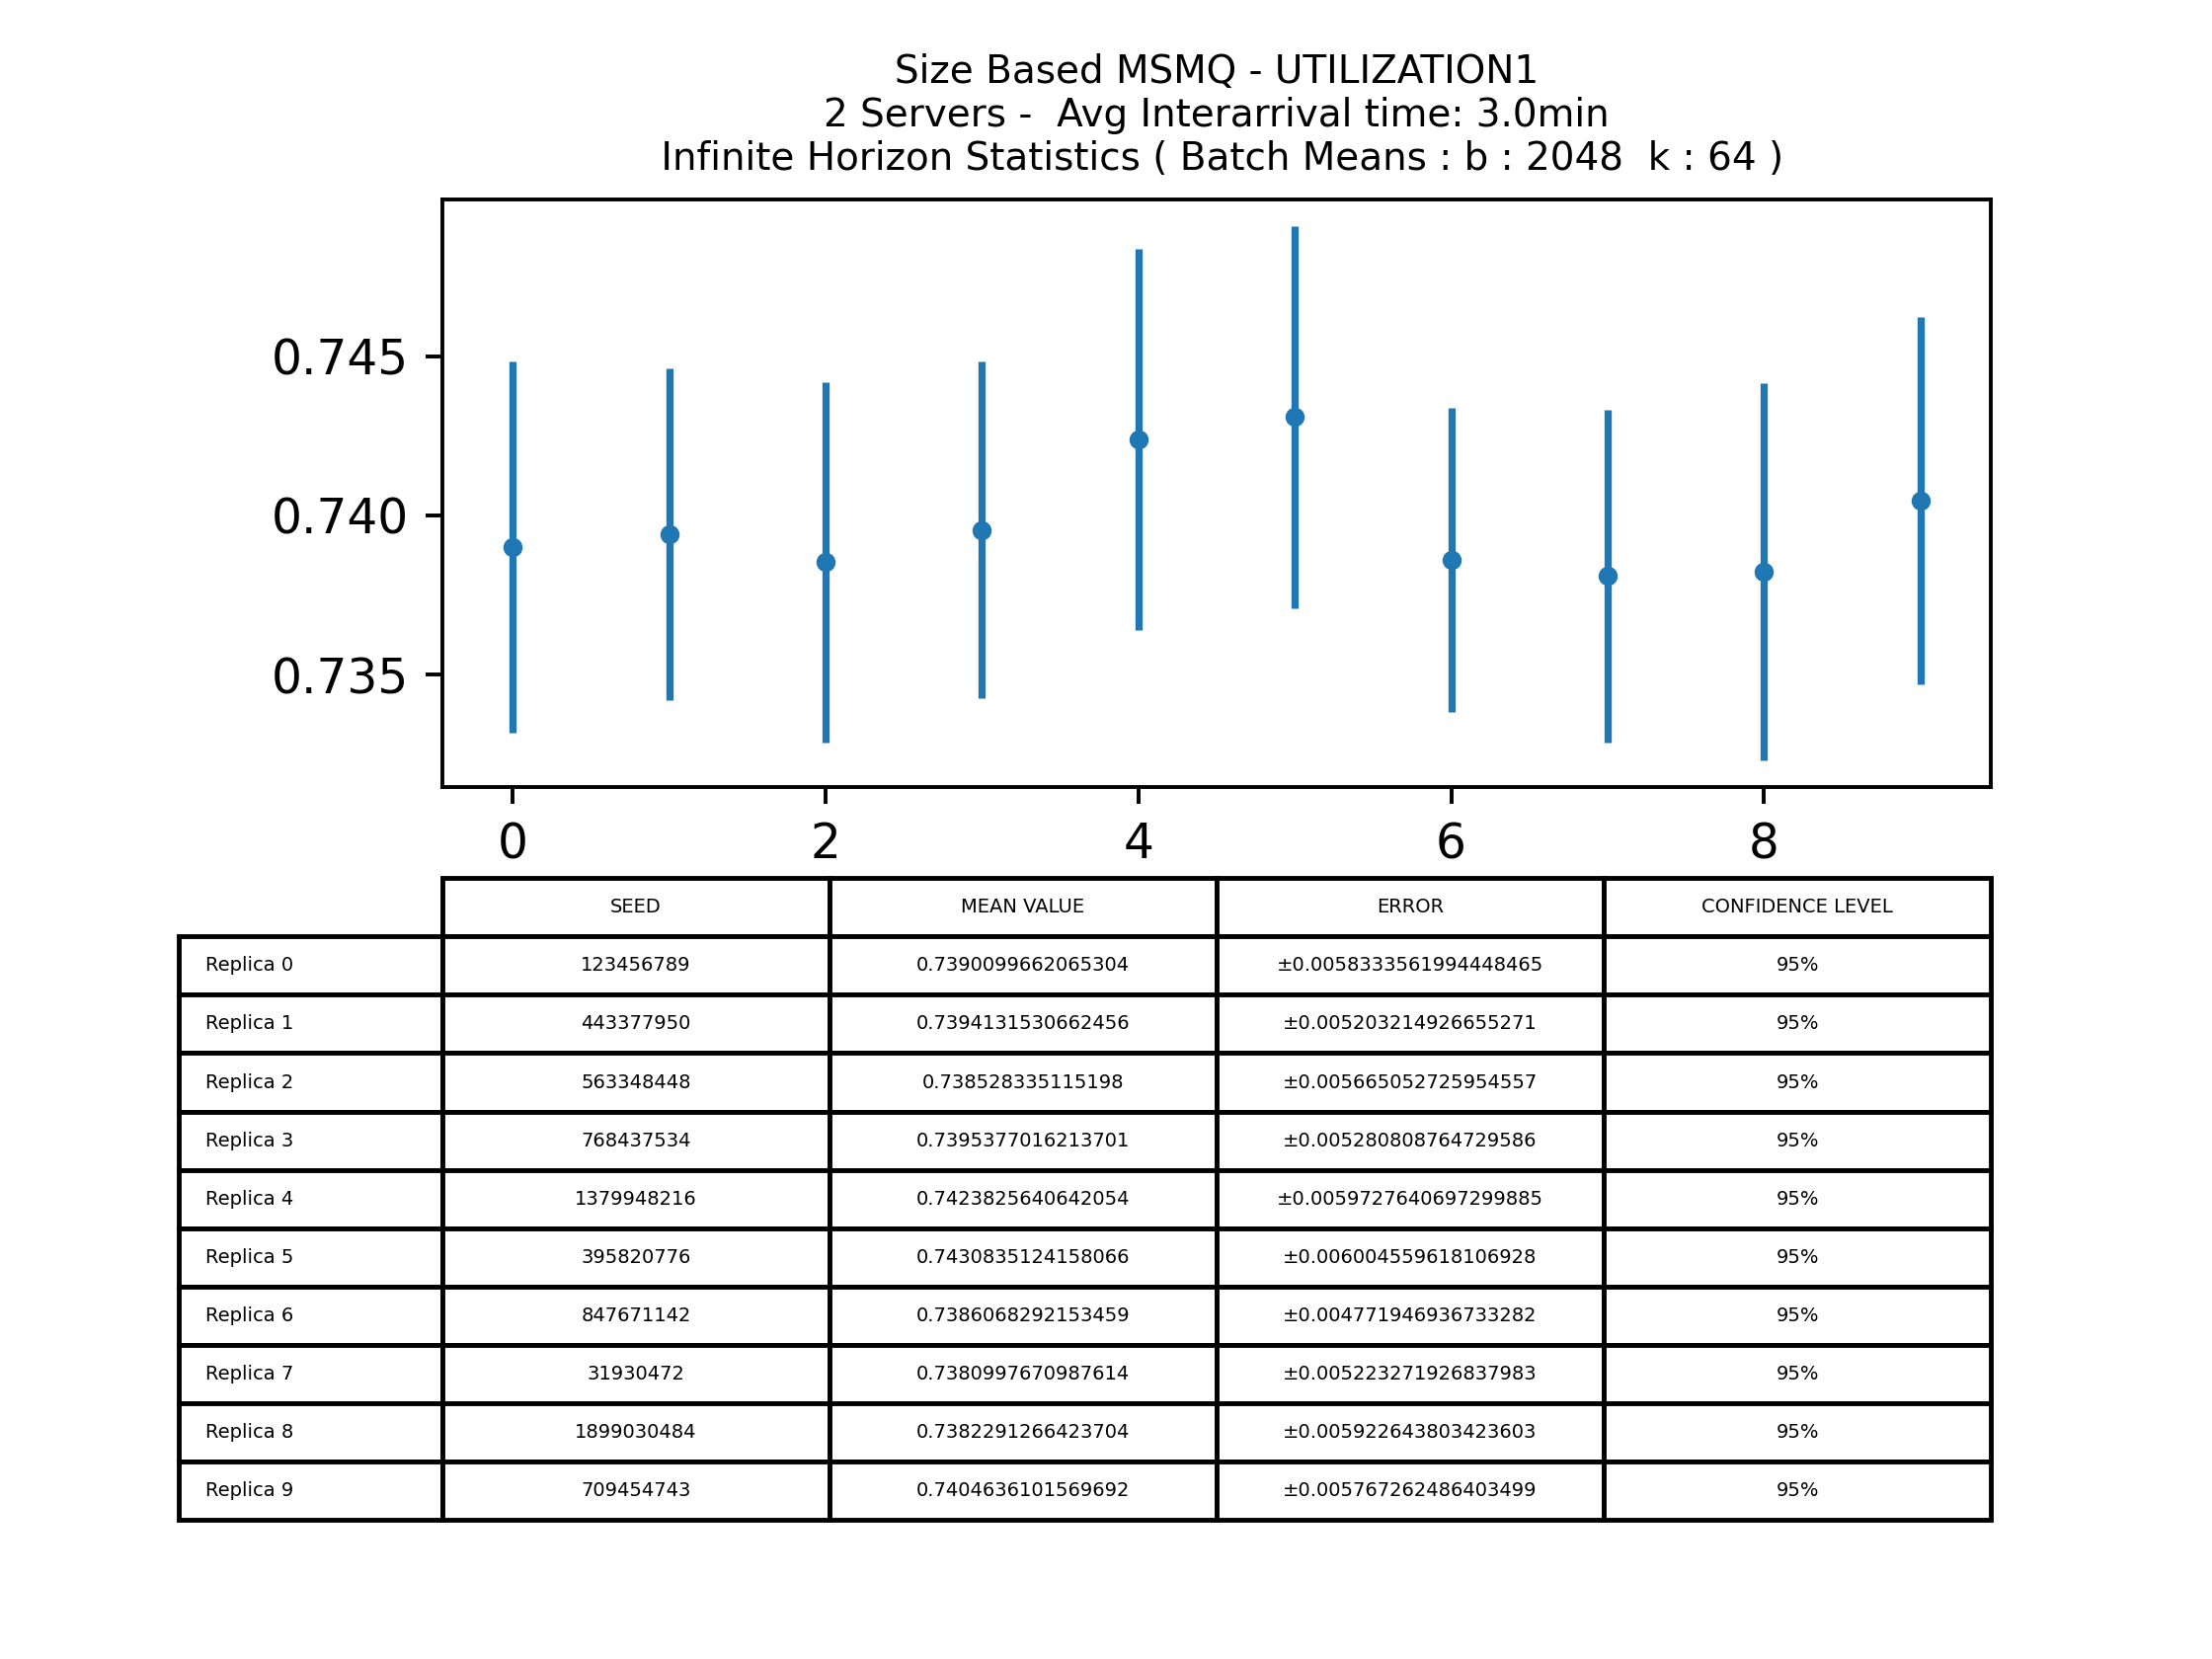 Size Based MSMQ - UTILIZATION1
2 Servers -  Avg Interarrival time: 3.0min
Infinite Horizon Statistics ( Batch Means : b : 2048  k : 64 )
0.745
0.740
0.735
0 2 4 6 8
SEED MEAN VALUE ERROR CONFIDENCE LEVEL
Replica 0 123456789 0.7390099662065304 ±0.0058333561994448465 95%
Replica 1 443377950 0.7394131530662456 ±0.005203214926655271 95%
Replica 2 563348448 0.738528335115198 ±0.005665052725954557 95%
Replica 3 768437534 0.7395377016213701 ±0.005280808764729586 95%
Replica 4 1379948216 0.7423825640642054 ±0.0059727640697299885 95%
Replica 5 395820776 0.7430835124158066 ±0.006004559618106928 95%
Replica 6 847671142 0.7386068292153459 ±0.004771946936733282 95%
Replica 7 31930472 0.7380997670987614 ±0.005223271926837983 95%
Replica 8 1899030484 0.7382291266423704 ±0.005922643803423603 95%
Replica 9 709454743 0.7404636101569692 ±0.005767262486403499 95%